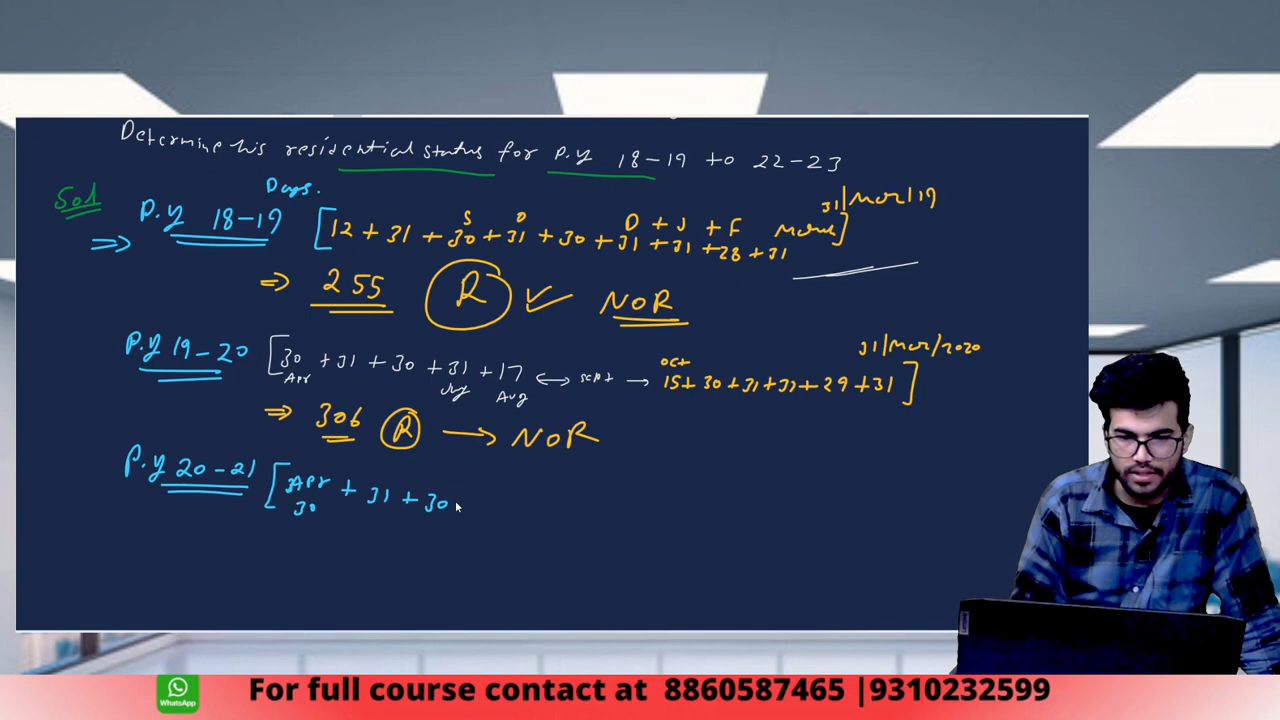 Determine his residential status for P.Y 18-19 to 22-23
Sol
Days.
P.Y 18-19 [12 + 31 + 30 + 31 + 30 + 31 + 31 + 28 + 31]
S O D + J + F March 31/Mar/19
⇒ ⇒ 255 R ✓ NOR
P.Y 19-20 [30 + 31 + 30 + 31 + 17 ↔ sept → 15 + 30 + 31 + 31 + 29 + 31]
Apr July Aug Oct 31/Mar/2020
⇒ 306 R → NOR
P.Y 20-21 [Apr + 31 + 30
30
WhatsApp
For full course contact at 8860587465 |9310232599